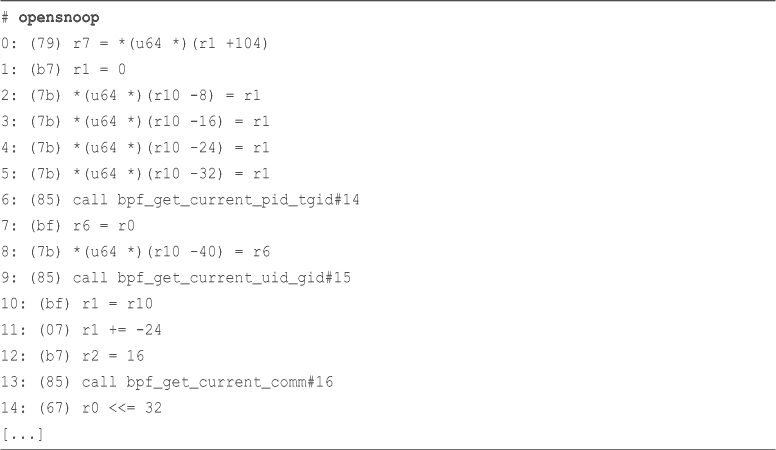 # opensnoop
0: (79) r7 = *(u64 *)(r1 +104)
1: (b7) r1 = 0
2: (7b) *(u64 *)(r10 -8) = r1
3: (7b) *(u64 *)(r10 -16) = r1
4: (7b) *(u64 *)(r10 -24) = r1
5: (7b) *(u64 *)(r10 -32) = r1
6: (85) call bpf_get_current_pid_tgid#14
7: (bf) r6 = r0
8: (7b) *(u64 *)(r10 -40) = r6
9: (85) call bpf_get_current_uid_gid#15
10: (bf) r1 = r10
11: (07) r1 += -24
12: (b7) r2 = 16
13: (85) call bpf_get_current_comm#16
14: (67) r0 <<= 32
[...]